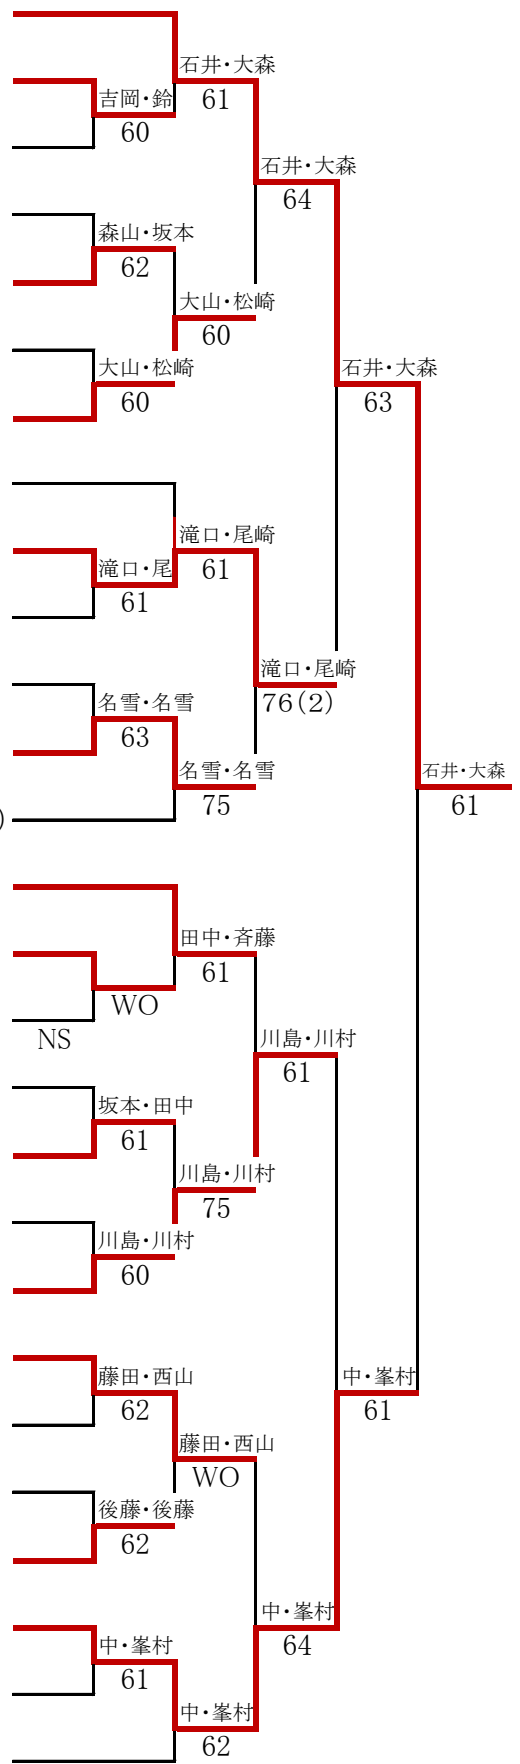 石井・大森
61
吉岡・鈴
60
石井・大森
64
森山・坂本
62
大山・松崎
60
大山・松崎
60
石井・大森
63
滝口・尾崎
61
滝口・尾
61
滝口・尾崎
76(2)
名雪・名雪
63
名雪・名雪
75
石井・大森
61
)
田中・斉藤
61
WO
NS
川島・川村
61
坂本・田中
61
川島・川村
75
川島・川村
60
藤田・西山
62
中・峯村
61
藤田・西山
WO
後藤・後藤
62
中・峯村
64
中・峯村
61
中・峯村
62